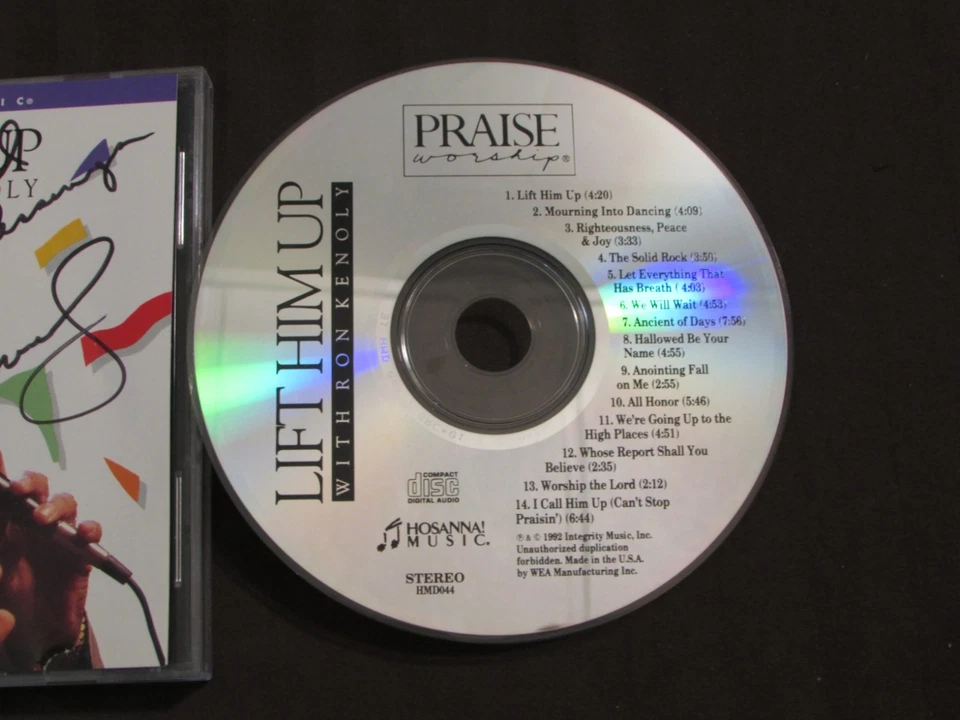 I C®
UP
OLY
PRAISE
worship®
LIFT HIM UP
WITH RON KENOLY
1. Lift Him Up (4:20)
2. Mourning Into Dancing (4:09)
3. Righteousness, Peace
& Joy (3:33)
4. The Solid Rock (3:50)
5. Let Everything That
Has Breath (4:03)
6. We Will Wait (4:53)
7. Ancient of Days (7:56)
8. Hallowed Be Your
Name (4:55)
9. Anointing Fall
on Me (2:55)
10. All Honor (5:46)
11. We're Going Up to the
High Places (4:51)
12. Whose Report Shall You
Believe (2:35)
13. Worship the Lord (2:12)
14. I Call Him Up (Can't Stop
Praisin') (6:44)
℗ & © 1992 Integrity Music, Inc.
Unauthorized duplication
forbidden. Made in the U.S.A.
by WEA Manufacturing Inc.
COMPACT
disc
DIGITAL AUDIO
HOSANNA!
MUSIC.
STEREO
HMD044